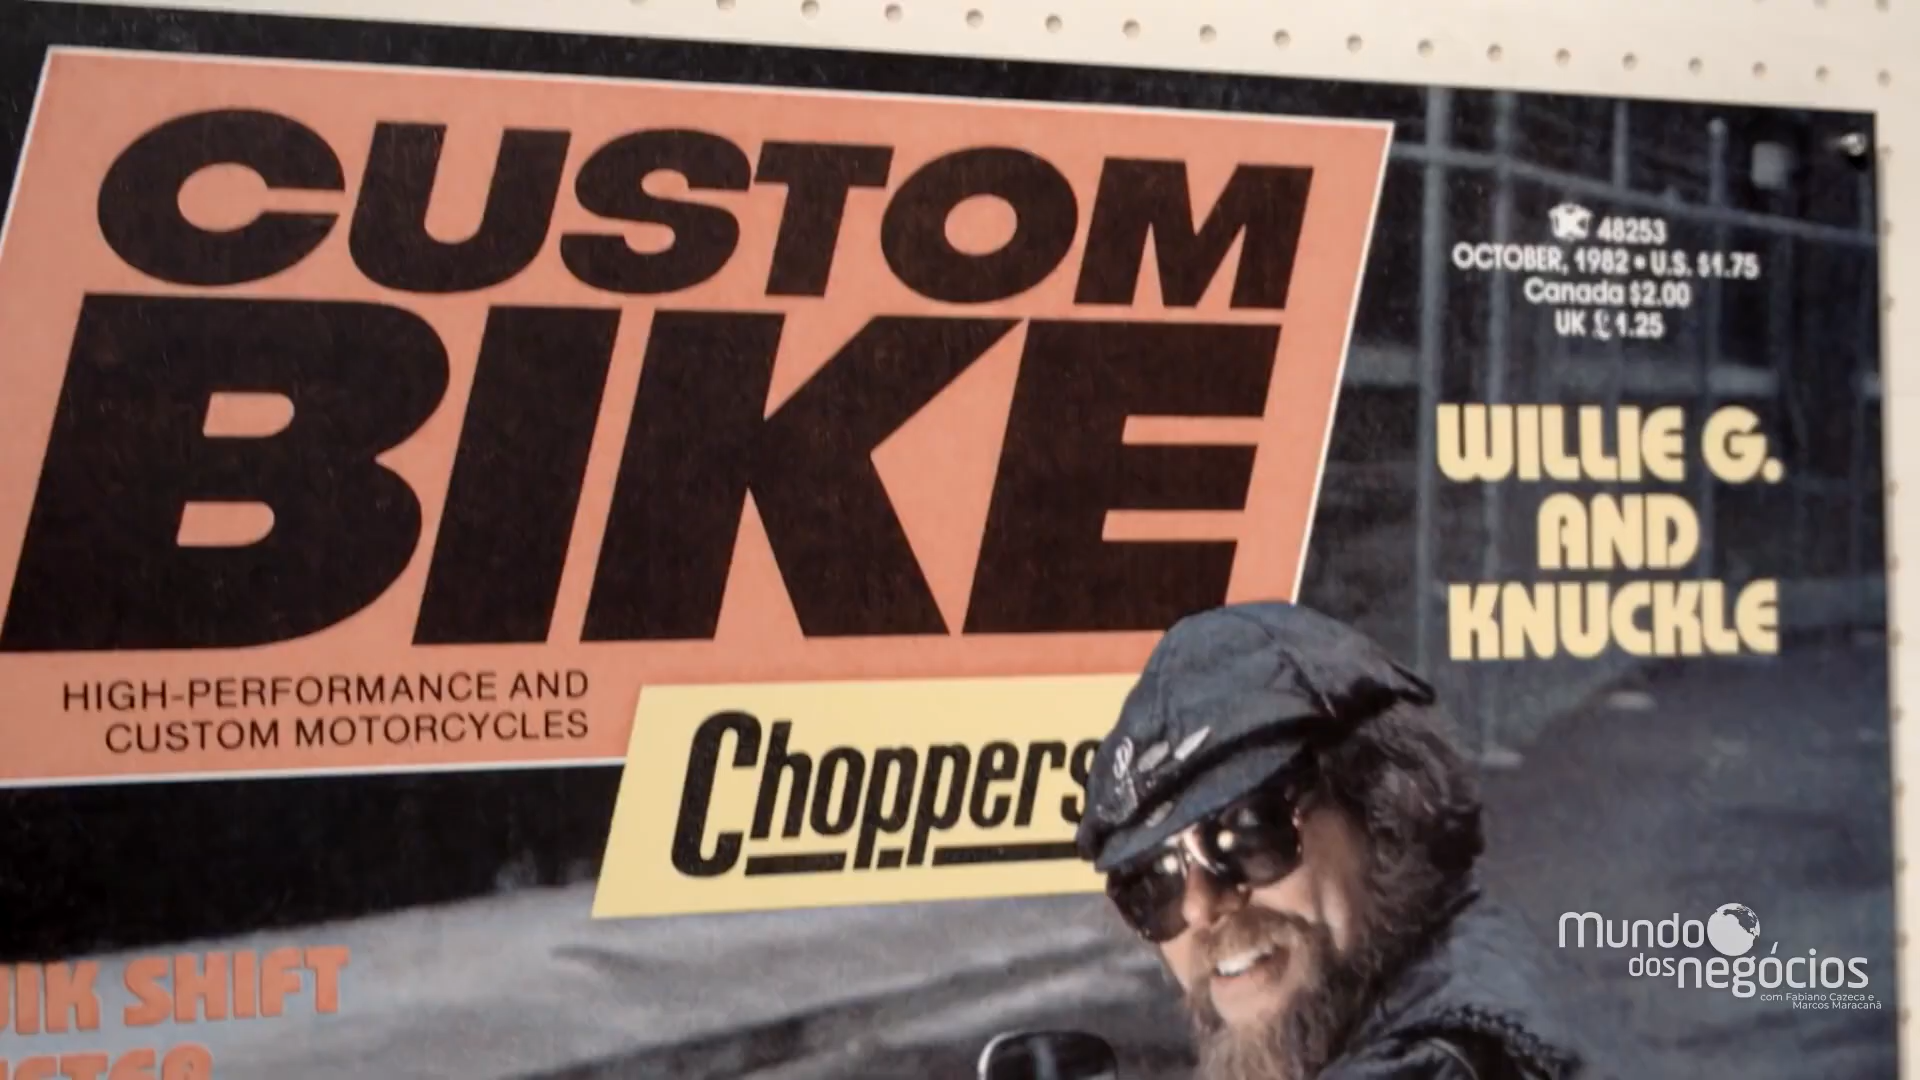 CUSTOM
BIKE
HIGH-PERFORMANCE AND
CUSTOM MOTORCYCLES
Choppers
48253
OCTOBER, 1982 • U.S. $1.75
Canada $2.00
UK £1.25
WILLIE G.
AND
KNUCKLE
SHIFT
Mundo
dos negócios
com Fabiano Cazeca e
Marcos Maracanã